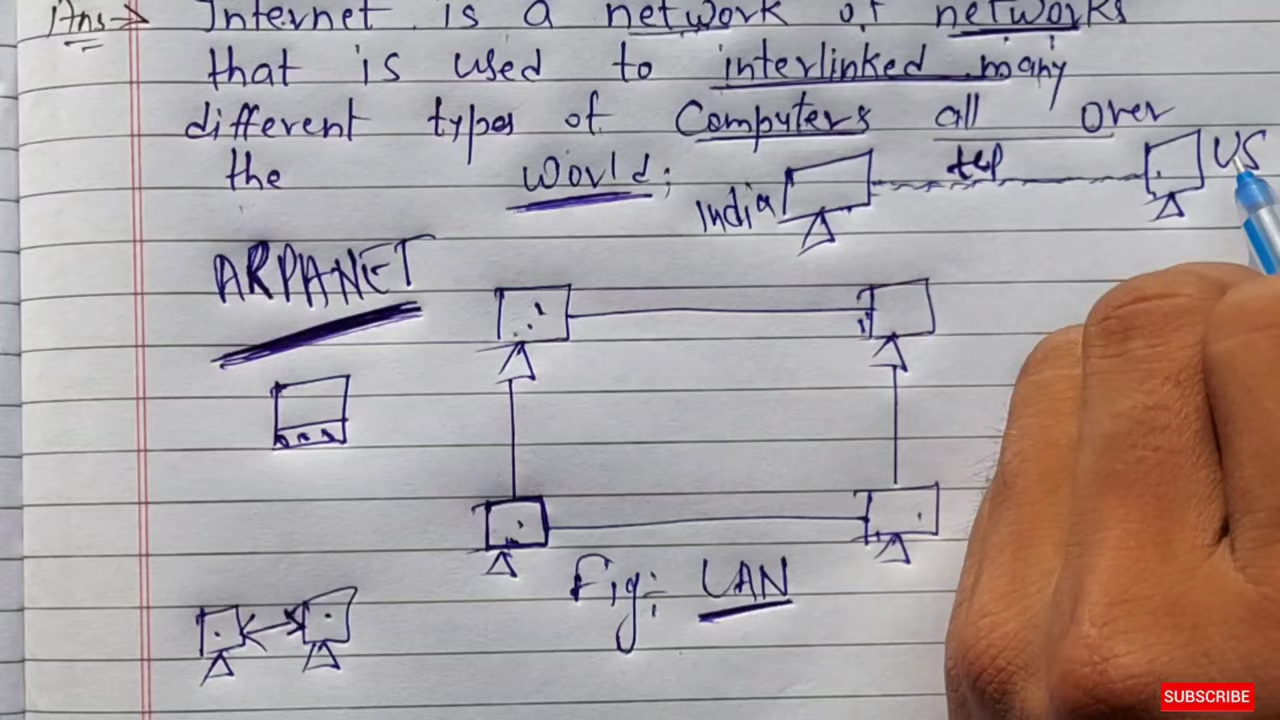 Ans→ Internet is a network of networks
that is used to interlinked many
different types of Computers all over
the World;
India tcp US
ARPANET
Fig:- LAN
SUBSCRIBE